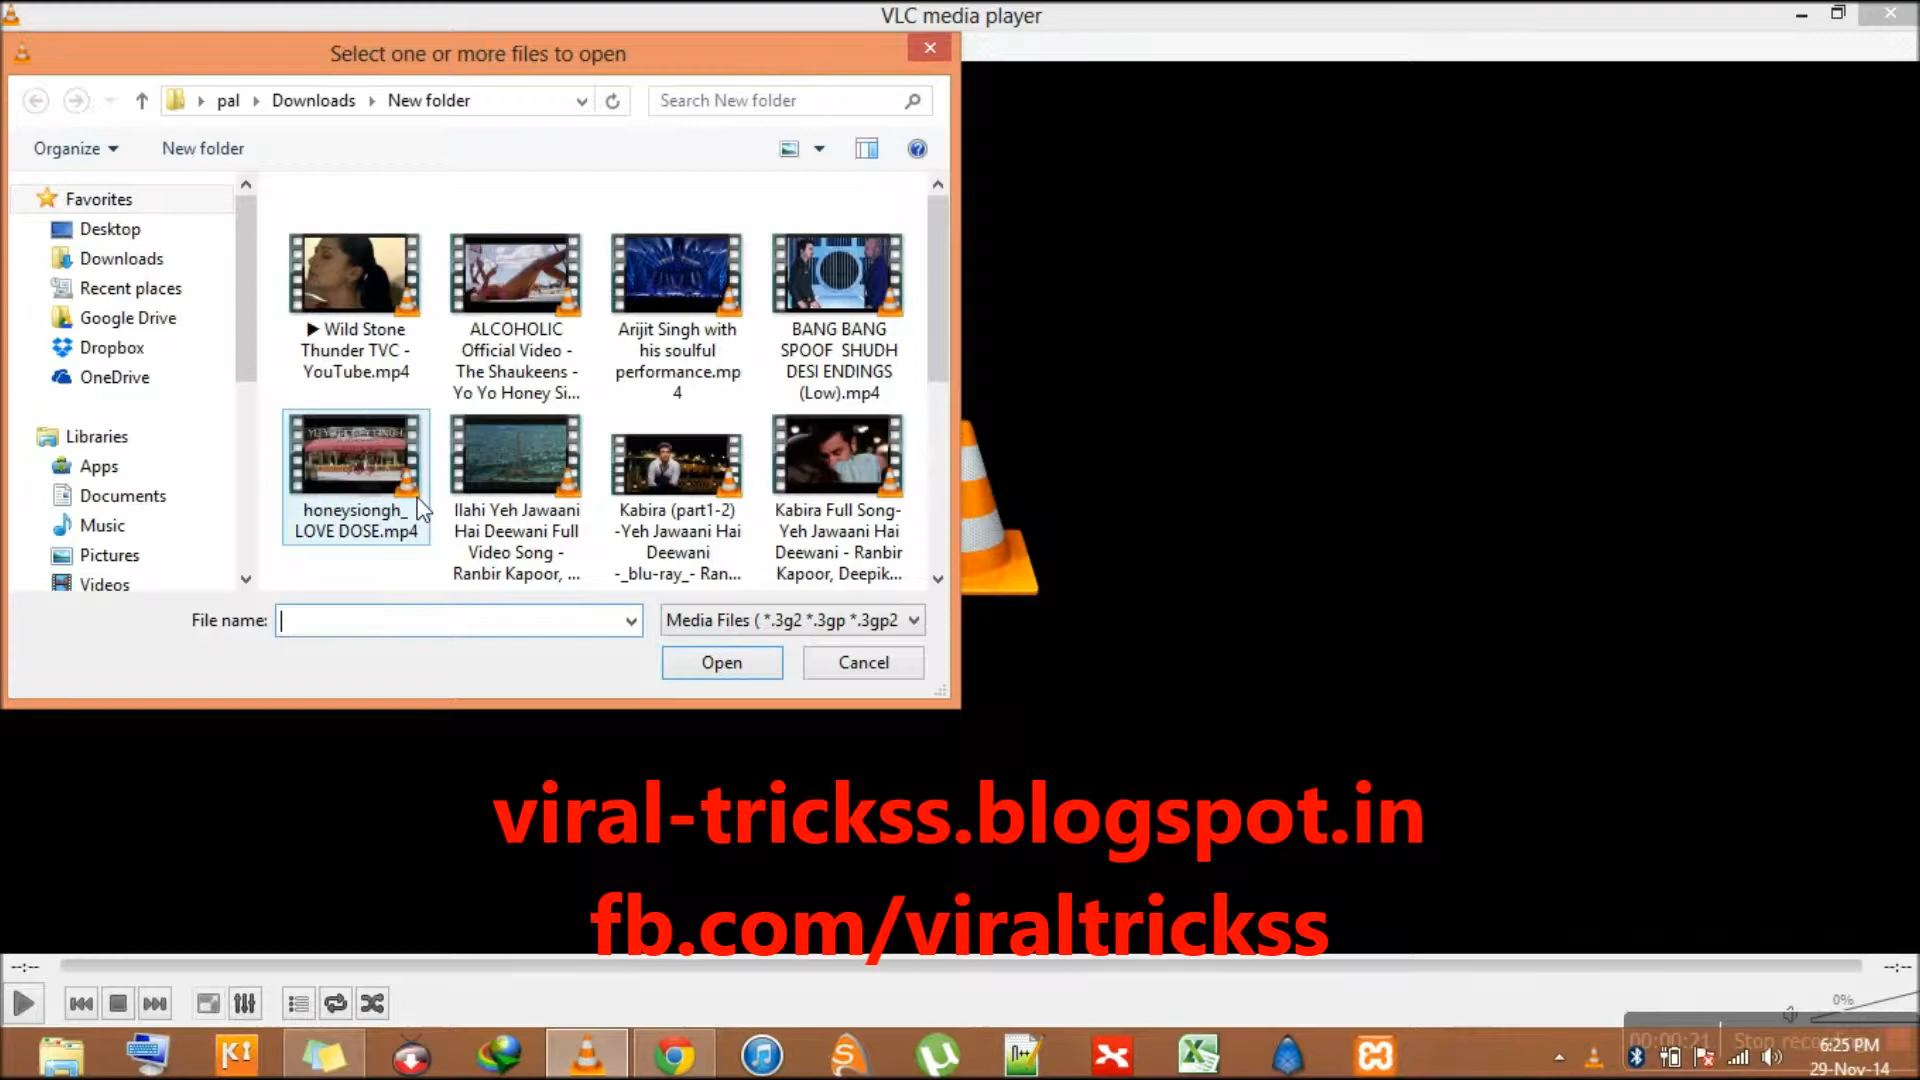 VLC media player
Select one or more files to open
pal
Downloads
New folder
Search New folder
Organize
New folder
Favorites
Desktop
Downloads
Recent places
Google Drive
Dropbox
OneDrive
Libraries
Apps
Documents
Music
Pictures
Videos
▶ Wild Stone
Thunder TVC -
YouTube.mp4
ALCOHOLIC
Official Video -
The Shaukeens -
Yo Yo Honey Si...
Arijit Singh with
his soulful
performance.mp
4
BANG BANG
SPOOF SHUDH
DESI ENDINGS
(Low).mp4
honeysiongh_
LOVE DOSE.mp4
Ilahi Yeh Jawaani
Hai Deewani Full
Video Song -
Ranbir Kapoor, ...
Kabira (part1-2)
-Yeh Jawaani Hai
Deewani
-_blu-ray_- Ran...
Kabira Full Song-
Yeh Jawaani Hai
Deewani - Ranbir
Kapoor, Deepik...
File name:
Media Files ( *.3g2 *.3gp *.3gp2
Open
Cancel
viral-trickss.blogspot.in
fb.com/viraltrickss
--:--
--:--
0%
00:00:21
Stop recording
6:25 PM
29-Nov-14